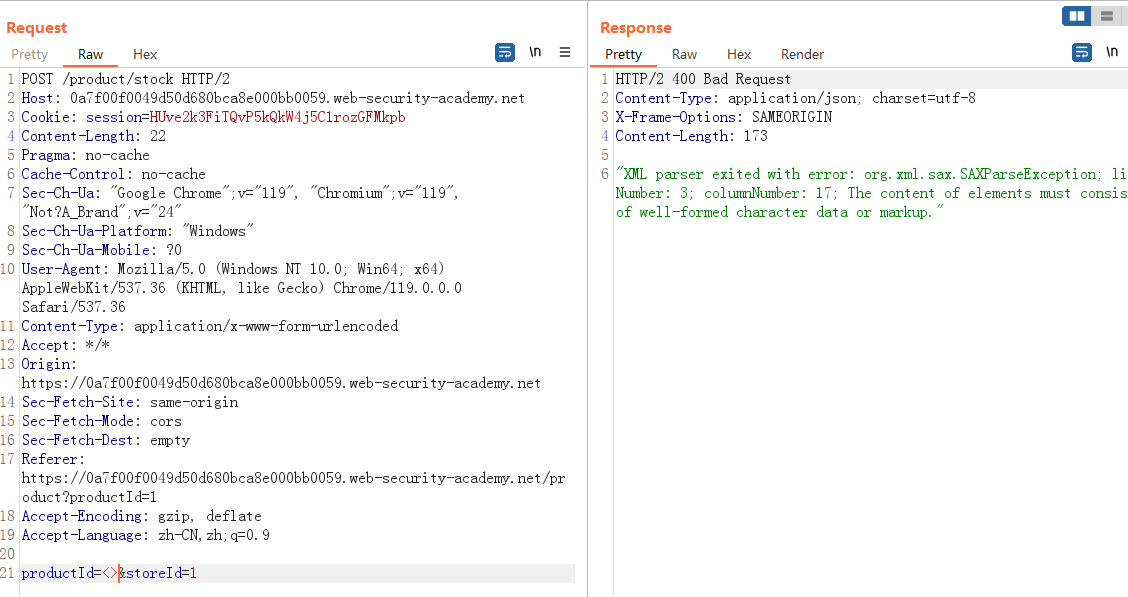 Request
Pretty Raw Hex
\n
1 POST /product/stock HTTP/2
2 Host: 0a7f00f0049d50d680bca8e000bb0059.web-security-academy.net
3 Cookie: session=HUve2k3FiTQvP5kQkW4j5C1rozGFMkpb
4 Content-Length: 22
5 Pragma: no-cache
6 Cache-Control: no-cache
7 Sec-Ch-Ua: "Google Chrome";v="119", "Chromium";v="119",
"Not?A_Brand";v="24"
8 Sec-Ch-Ua-Platform: "Windows"
9 Sec-Ch-Ua-Mobile: ?0
10 User-Agent: Mozilla/5.0 (Windows NT 10.0; Win64; x64)
AppleWebKit/537.36 (KHTML, like Gecko) Chrome/119.0.0.0
Safari/537.36
11 Content-Type: application/x-www-form-urlencoded
12 Accept: */*
13 Origin:
https://0a7f00f0049d50d680bca8e000bb0059.web-security-academy.net
14 Sec-Fetch-Site: same-origin
15 Sec-Fetch-Mode: cors
16 Sec-Fetch-Dest: empty
17 Referer:
https://0a7f00f0049d50d680bca8e000bb0059.web-security-academy.net/pr
oduct?productId=1
18 Accept-Encoding: gzip, deflate
19 Accept-Language: zh-CN,zh;q=0.9
20
21 productId=<>&storeId=1
Response
Pretty Raw Hex Render
\n
1 HTTP/2 400 Bad Request
2 Content-Type: application/json; charset=utf-8
3 X-Frame-Options: SAMEORIGIN
4 Content-Length: 173
5
6 "XML parser exited with error: org.xml.sax.SAXParseException; li
Number: 3; columnNumber: 17; The content of elements must consis
of well-formed character data or markup."